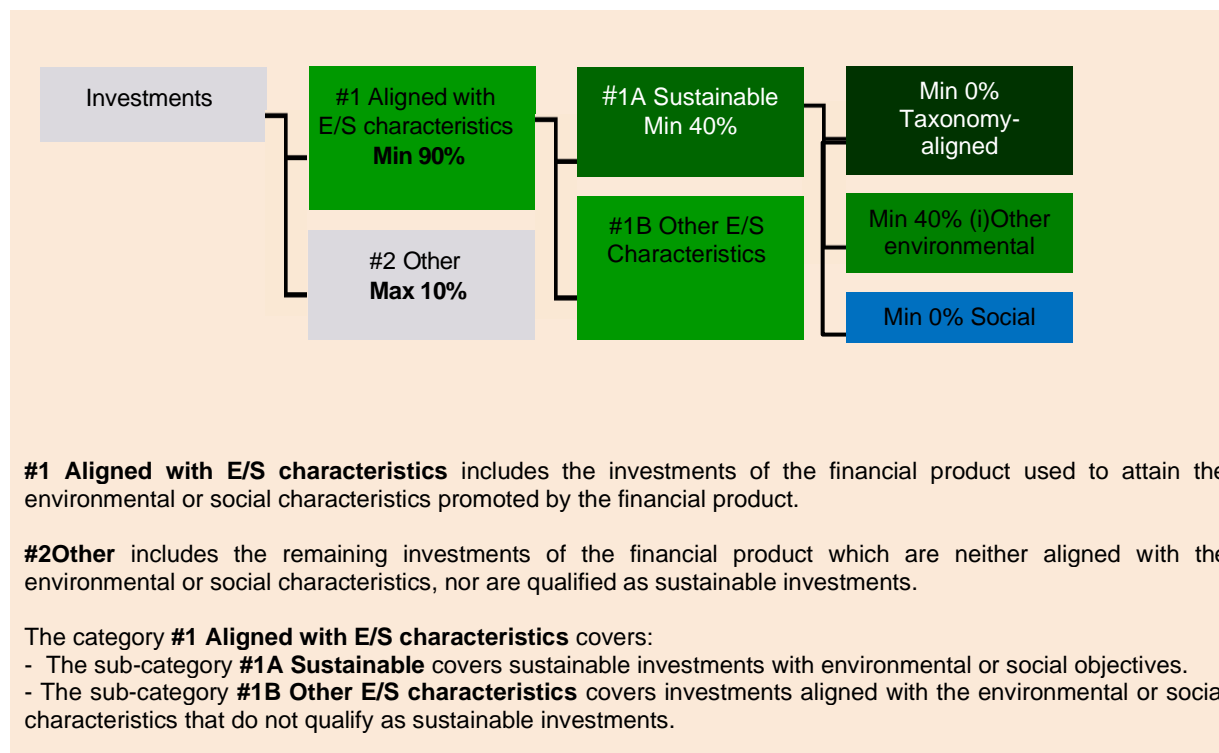 Investments
#1 Aligned with
E/S characteristics
Min 90%
#2 Other
Max 10%
#1A Sustainable
Min 40%
#1B Other E/S
Characteristics
Min 0%
Taxonomy-
aligned
Min 40% (i)Other
environmental
Min 0% Social
#1 Aligned with E/S characteristics includes the investments of the financial product used to attain the
environmental or social characteristics promoted by the financial product.
#2Other includes the remaining investments of the financial product which are neither aligned with the
environmental or social characteristics, nor are qualified as sustainable investments.
The category #1 Aligned with E/S characteristics covers:
- The sub-category #1A Sustainable covers sustainable investments with environmental or social objectives.
- The sub-category #1B Other E/S characteristics covers investments aligned with the environmental or social
characteristics that do not qualify as sustainable investments.